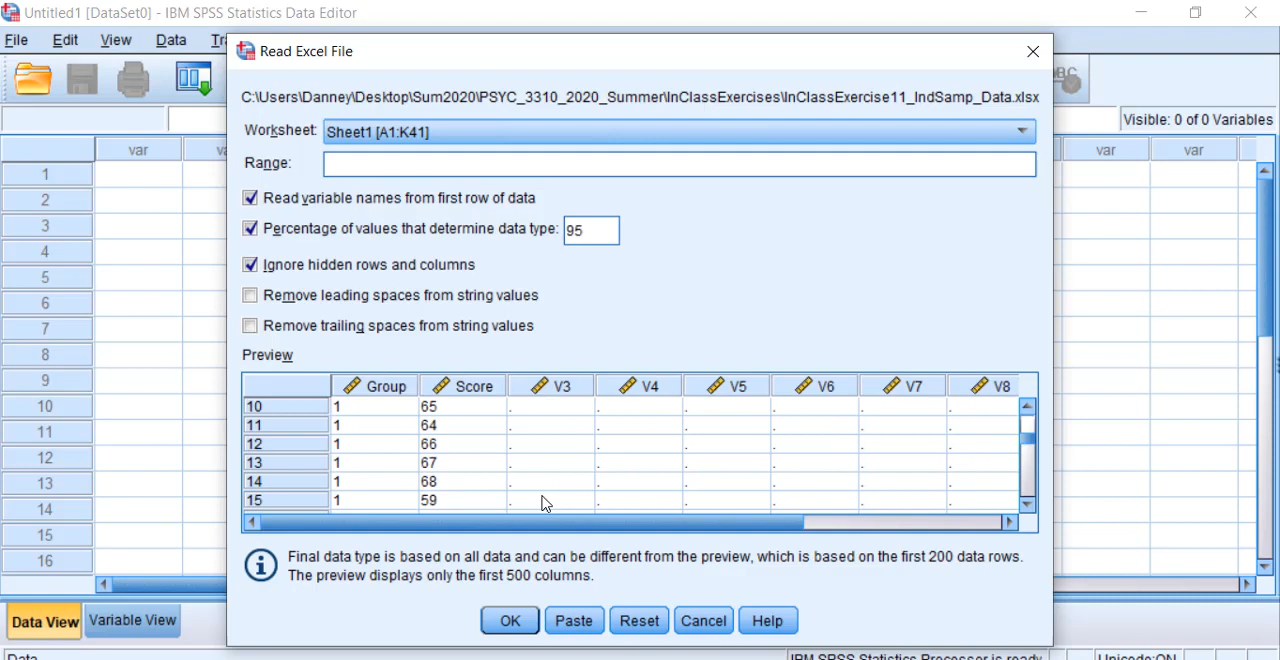 Untitled1 [DataSet0] - IBM SPSS Statistics Data Editor
File Edit View Data
Read Excel File
C:\Users\Danney\Desktop\Sum2020\PSYC_3310_2020_Summer\InClassExercises\InClassExercise11_IndSamp_Data.xlsx
Worksheet: Sheet1 [A1:K41]
Visible: 0 of 0 Variables
Range:
var var var
Read variable names from first row of data
Percentage of values that determine data type: 95
Ignore hidden rows and columns
Remove leading spaces from string values
Remove trailing spaces from string values
Preview
Group Score V3 V4 V5 V6 V7 V8
10 1 65 . . . . . .
11 1 64 . . . . . .
12 1 66 . . . . . .
13 1 67 . . . . . .
14 1 68 . . . . . .
15 1 59 . . . . . .
Final data type is based on all data and can be different from the preview, which is based on the first 200 data rows.
The preview displays only the first 500 columns.
OK Paste Reset Cancel Help
1
2
3
4
5
6
7
8
9
10
11
12
13
14
15
16
Data View Variable View
Data
IBM SPSS Statistics Processor is ready Unicode:ON